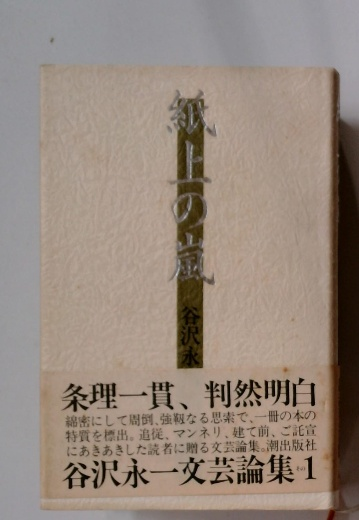 紙上の嵐
谷沢永
条理一貫、判然明白
綿密にして周倒、強靱なる思索で、一冊の本の
特質を標出。追従、マンネリ、建て前、ご託宣
にあきあきした読者に贈る文芸論集。潮出版社
谷沢永一文芸論集その1